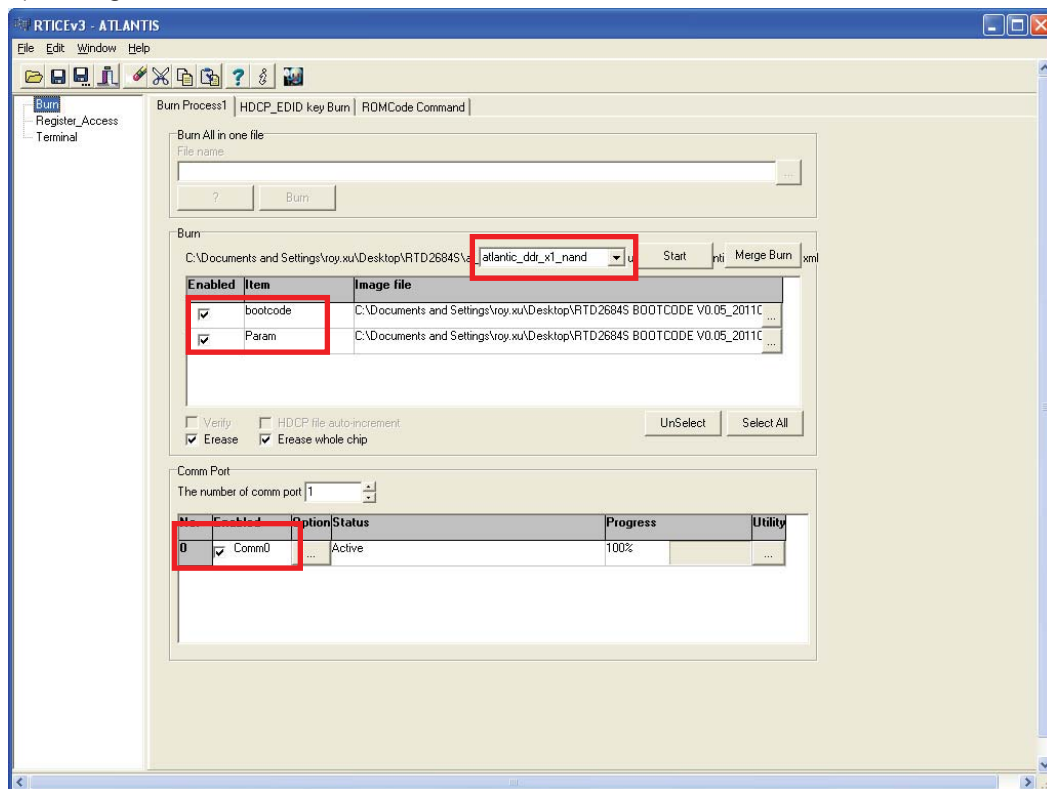 RTICEv3 - ATLANTIS
File Edit Window Help
Burn
Register_Access
Terminal
Burn Process1 HDCP_EDID key Burn ROMCode Command
Burn All in one file
File name
...
? Burn
Burn
C:\Documents and Settings\roy.xu\Desktop\RTD2684S\a atlantic_ddr_x1_nand u Start nti Merge Burn xml
Enabled Item Image file
bootcode C:\Documents and Settings\roy.xu\Desktop\RTD2684S BOOTCODE V0.05_2011C ...
Param C:\Documents and Settings\roy.xu\Desktop\RTD2684S BOOTCODE V0.05_2011C ...
Verify HDCP file auto-increment UnSelect Select All
Erease Erease whole chip
Comm Port
The number of comm port 1
No. Enabled Option Status Progress Utility
0 Comm0 ... Active 100% ...